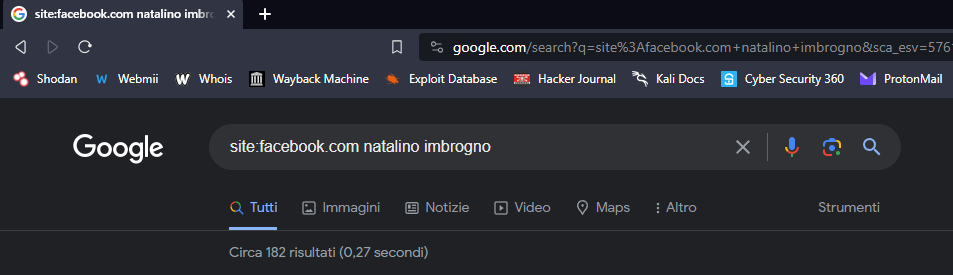 site:facebook.com natalino imbro
google.com/search?q=site%3Afacebook.com+natalino+imbrogno&sca_esv=576
Shodan Webmii Whois Wayback Machine Exploit Database Hacker Journal Kali Docs Cyber Security 360 ProtonMail
Google site:facebook.com natalino imbrogno
Tutti Immagini Notizie Video Maps Altro Strumenti
Circa 182 risultati (0,27 secondi)